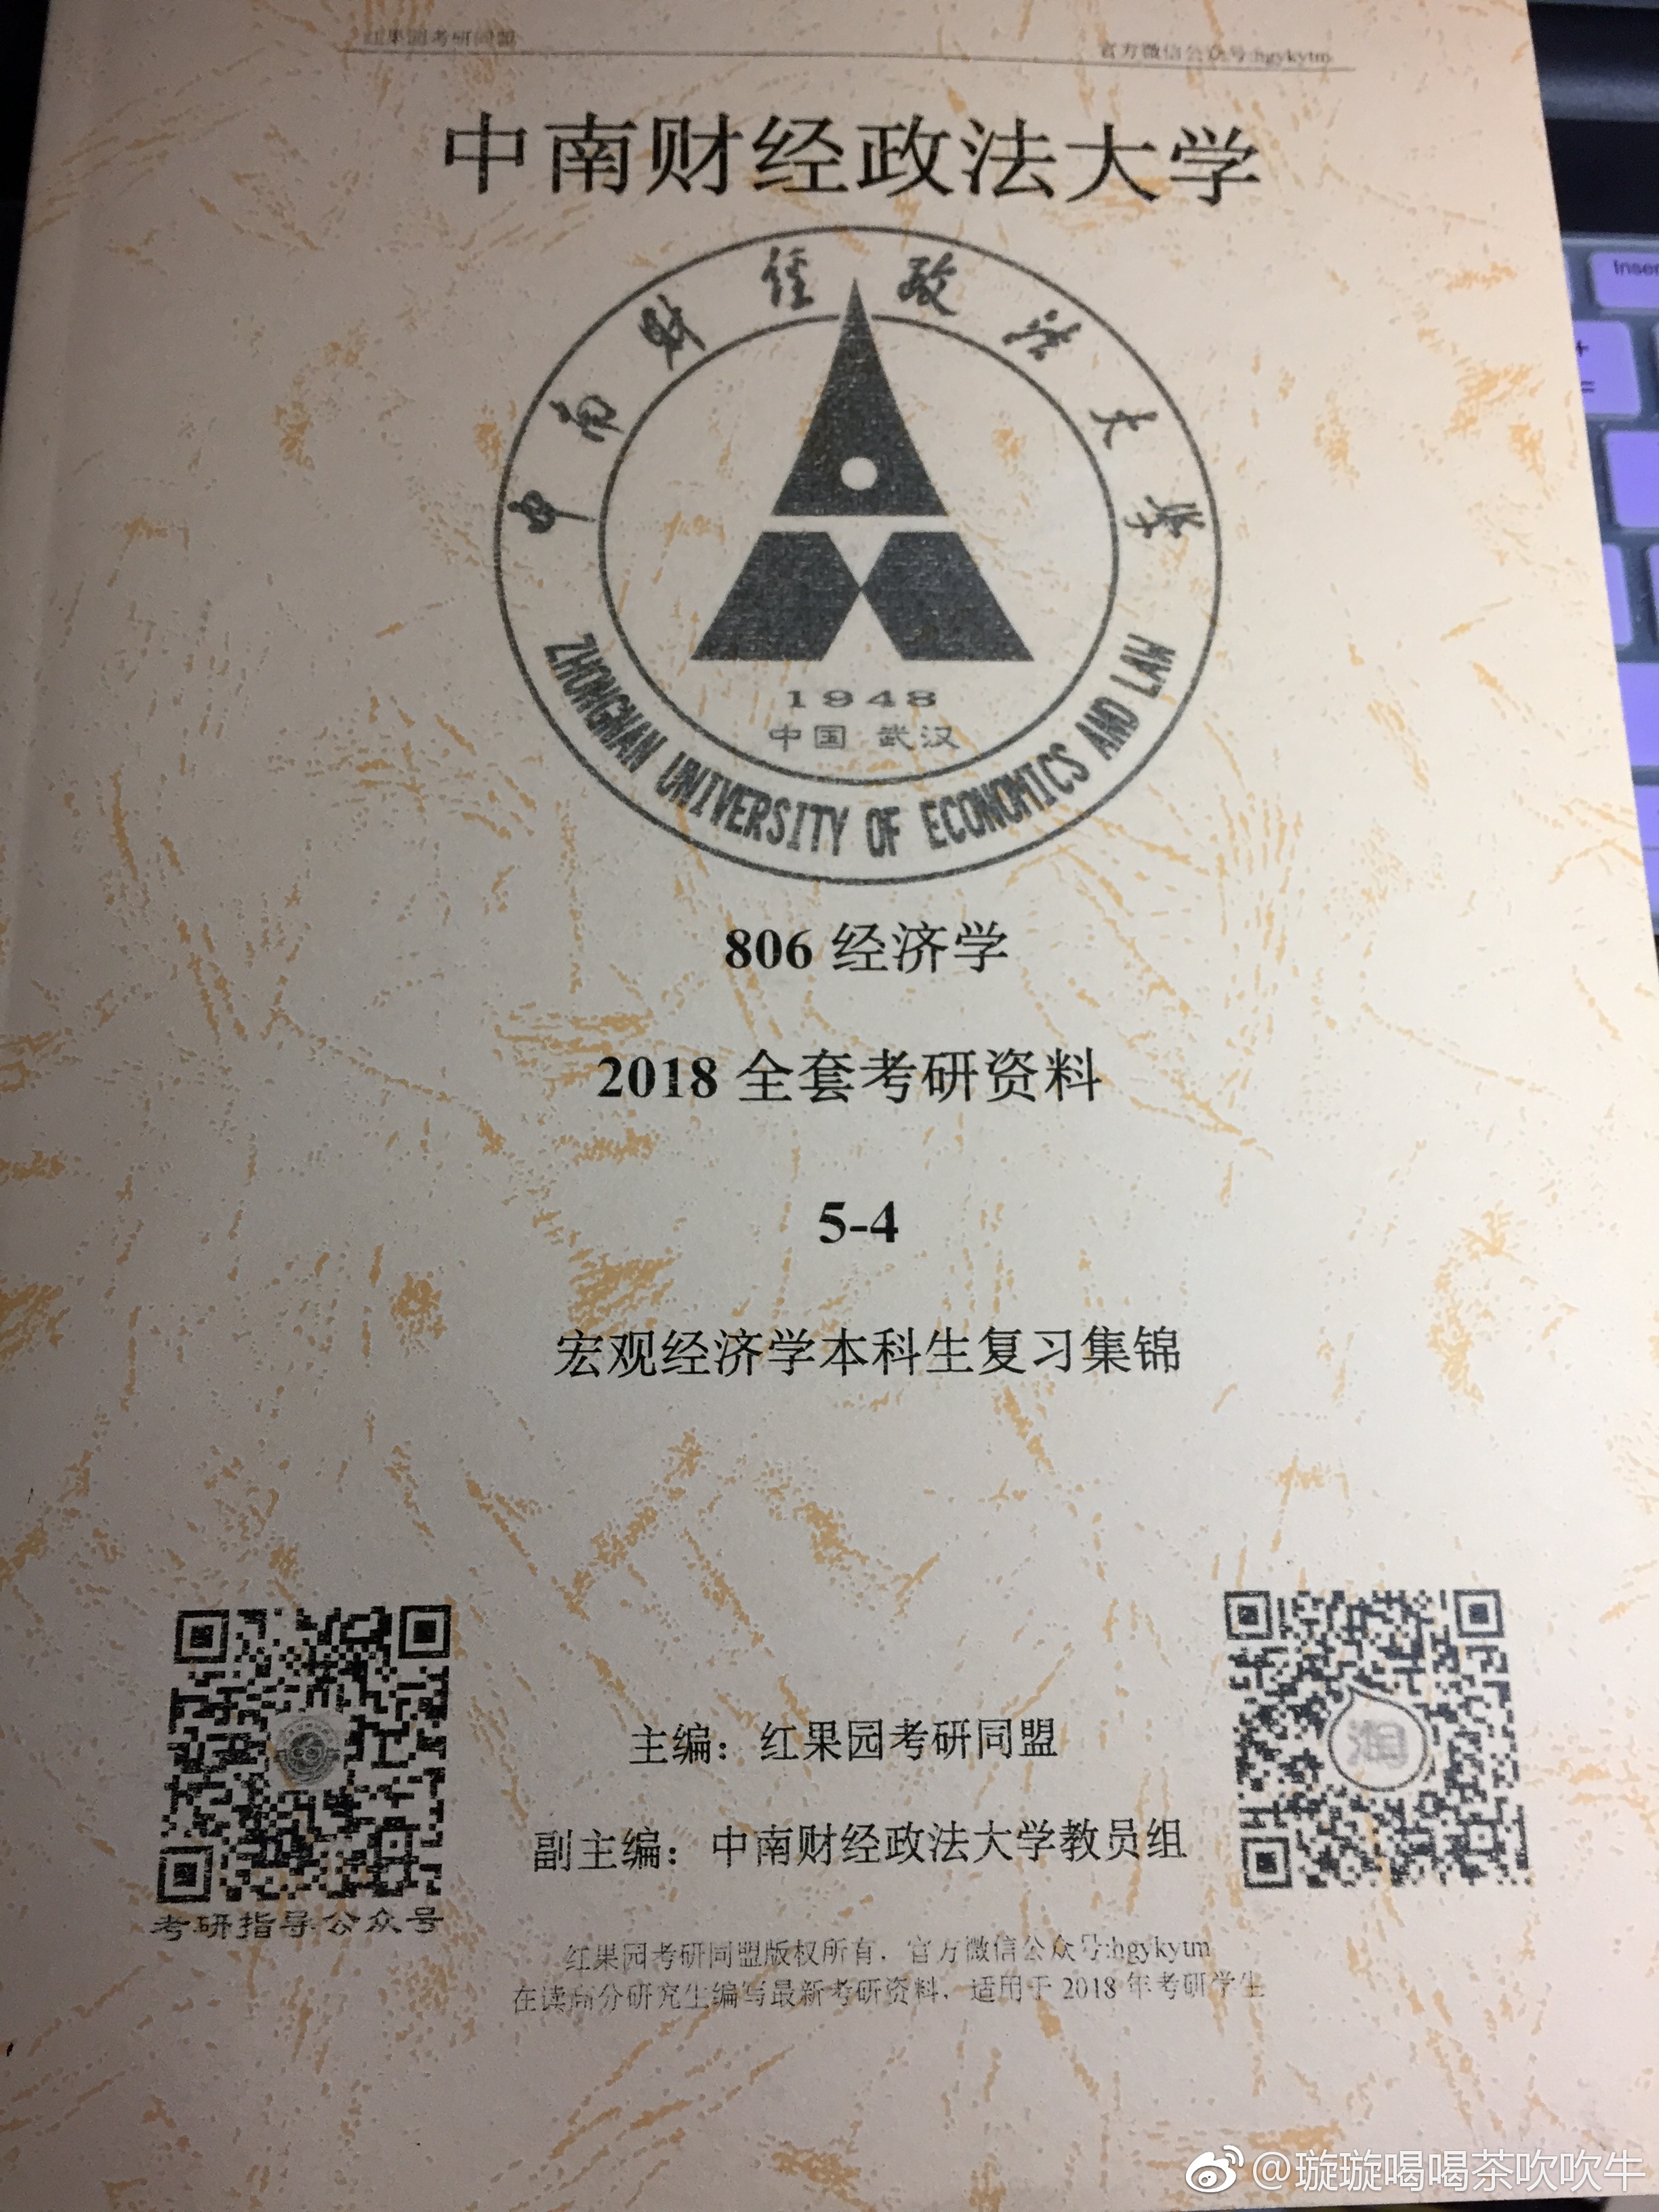 红果园考研同盟
官方微信公众号:hgykytm
中南财经政法大学
中南财经政法大学
1948
中国 武汉
ZHONGNAN UNIVERSITY OF ECONOMICS AND LAW
806 经济学
2018 全套考研资料
5-4
宏观经济学本科生复习集锦
淘
主编：红果园考研同盟
副主编：中南财经政法大学教员组
考研指导公众号
红果园考研同盟版权所有，官方微信公众号:hgykytm
在读高分研究生编写最新考研资料，适用于 2018 年考研学生
Inser
+
=
@璇璇喝喝茶吹吹牛